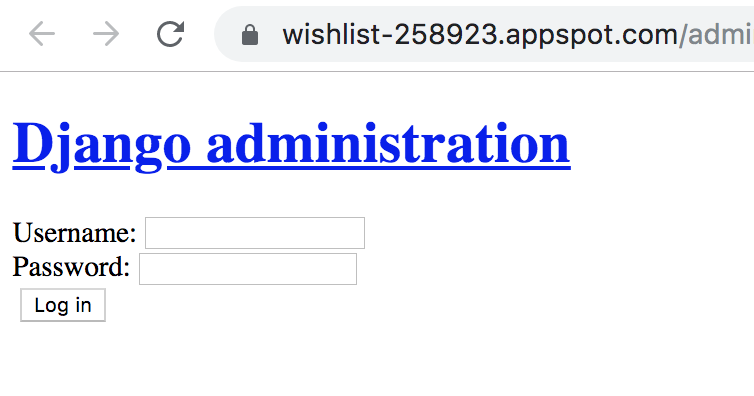 wishlist-258923.appspot.com/admi
Django administration
Username:
Password:
Log in